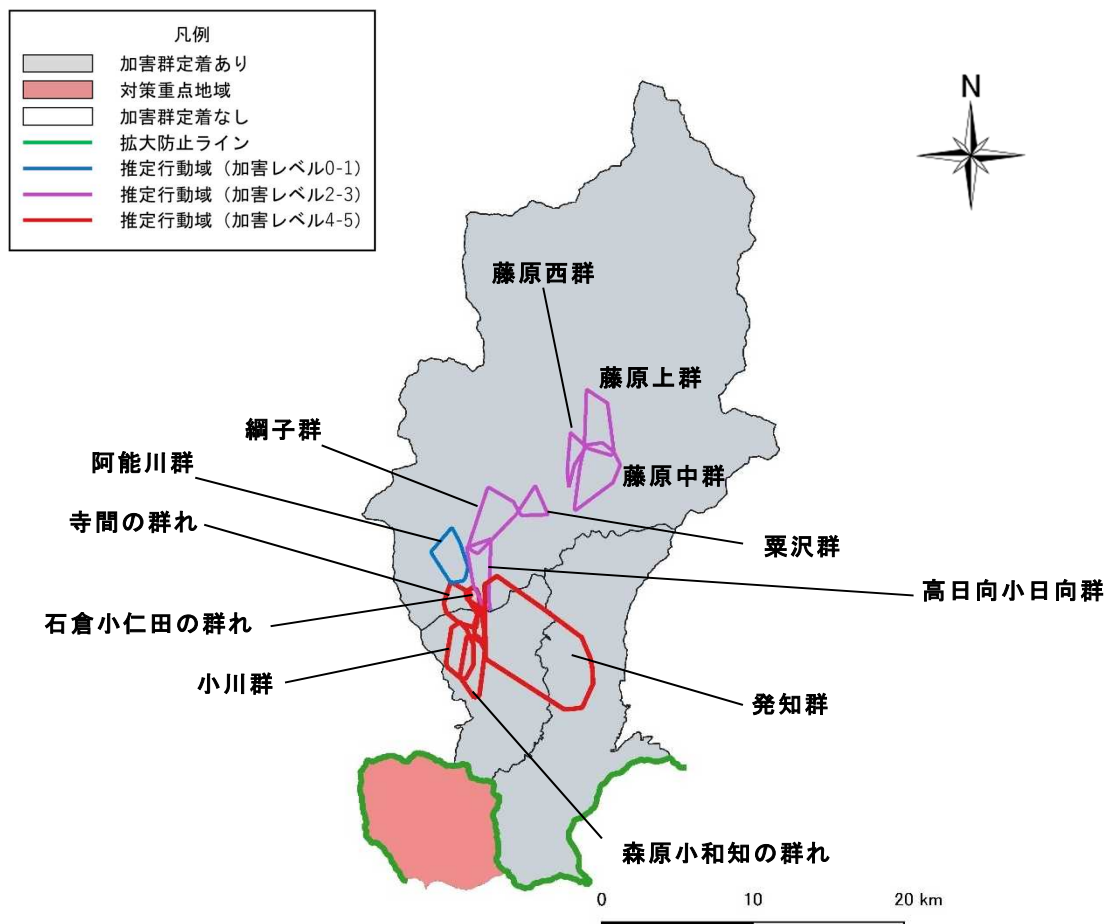 凡例
加害群定着あり
対策重点地域
加害群定着なし
拡大防止ライン
推定行動域（加害レベル0-1）
推定行動域（加害レベル2-3）
推定行動域（加害レベル4-5）
N
藤原西群
藤原上群
綱子群
藤原中群
阿能川群
寺間の群れ
粟沢群
高日向小日向群
石倉小仁田の群れ
小川群
発知群
森原小和知の群れ
0 10 20 km